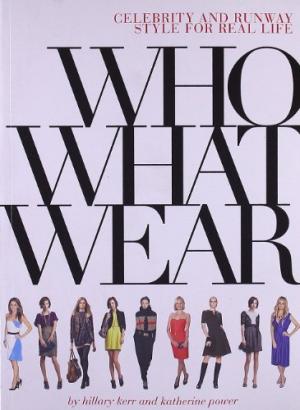 CELEBRITY AND RUNWAY
STYLE FOR REAL LIFE
WHO
WHAT
WEAR
by hillary kerr and katherine power